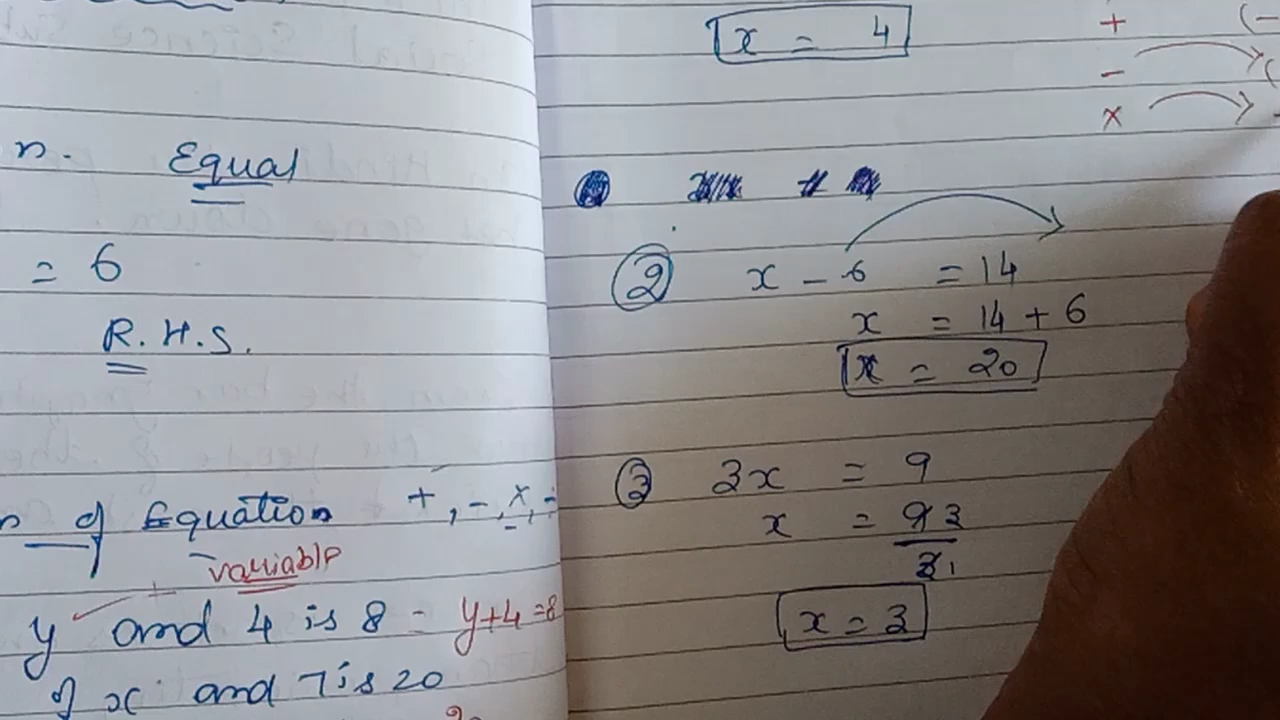 n. Equal
= 6
R.H.S.
of Equation +, -, ×, ÷
variable
y and 4 is 8 - y+4=8
of x and 7 is 20
x = 4
+ (-
- (
×
② x - 6 = 14
x = 14 + 6
x = 20
③ 3x = 9
x = 9 3
3 1
x = 3